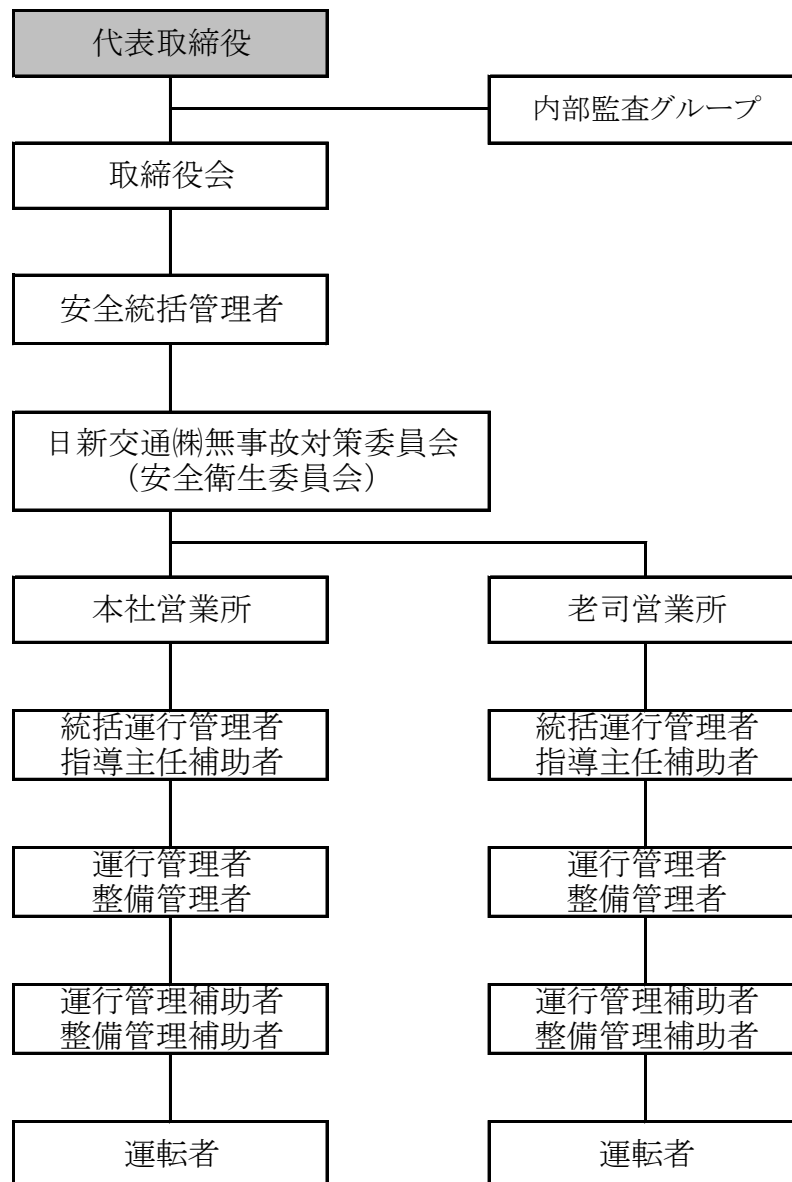 代表取締役
内部監査グループ
取締役会
安全統括管理者
日新交通㈱無事故対策委員会
（安全衛生委員会）
本社営業所
老司営業所
統括運行管理者
指導主任補助者
統括運行管理者
指導主任補助者
運行管理者
整備管理者
運行管理者
整備管理者
運行管理補助者
整備管理補助者
運行管理補助者
整備管理補助者
運転者
運転者